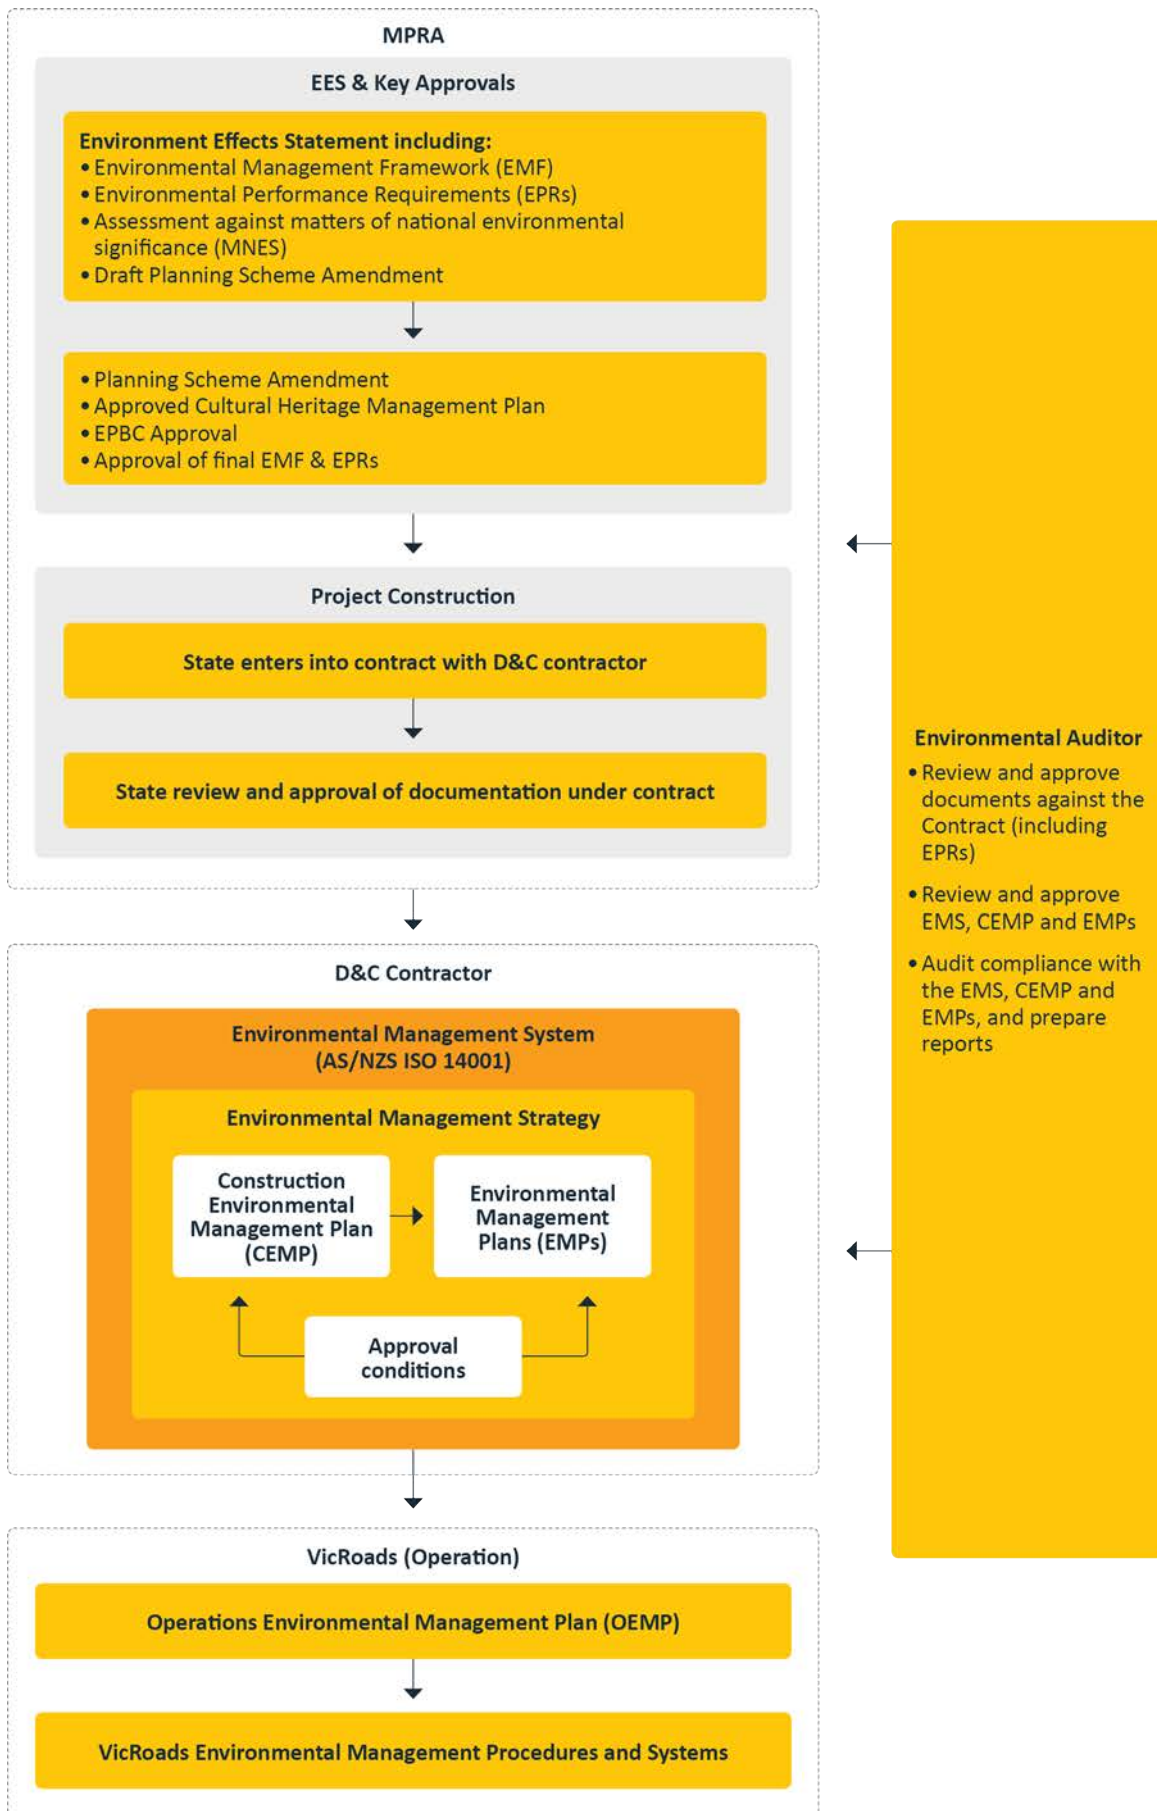 MPRA
EES & Key Approvals
Environment Effects Statement including:
• Environmental Management Framework (EMF)
• Environmental Performance Requirements (EPRs)
• Assessment against matters of national environmental
significance (MNES)
• Draft Planning Scheme Amendment
• Planning Scheme Amendment
• Approved Cultural Heritage Management Plan
• EPBC Approval
• Approval of final EMF & EPRs
Project Construction
State enters into contract with D&C contractor
State review and approval of documentation under contract
D&C Contractor
Environmental Management System
(AS/NZS ISO 14001)
Environmental Management Strategy
Construction
Environmental
Management Plan
(CEMP)
Environmental
Management
Plans (EMPs)
Approval
conditions
VicRoads (Operation)
Operations Environmental Management Plan (OEMP)
VicRoads Environmental Management Procedures and Systems
Environmental Auditor
• Review and approve
documents against the
Contract (including
EPRs)
• Review and approve
EMS, CEMP and EMPs
• Audit compliance with
the EMS, CEMP and
EMPs, and prepare
reports